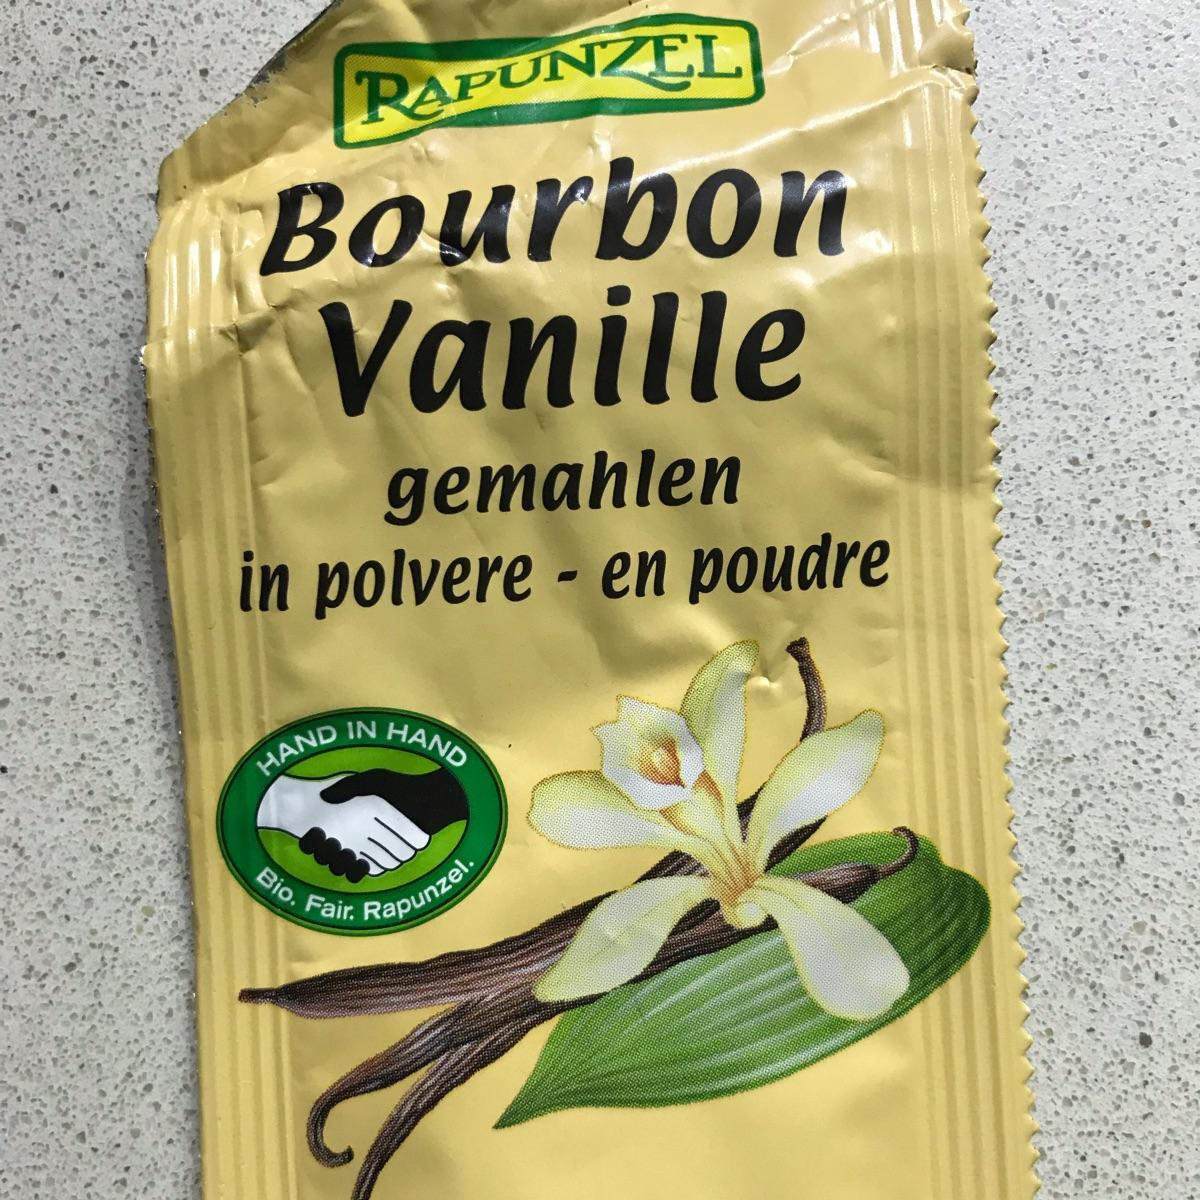 RAPUNZEL
Bourbon
Vanille
gemahlen
in polvere - en poudre
HAND IN HAND
Bio. Fair. Rapunzel.